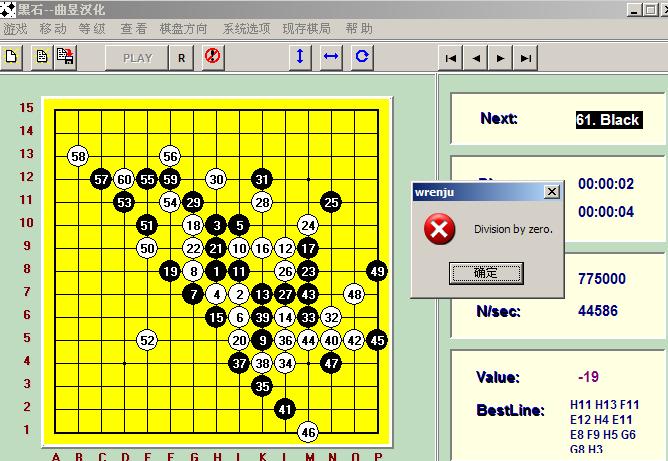 黑石--曲昱汉化
游戏 移动 等级 查看 棋盘方向 系统选项 现存棋局 帮助
PLAY R
15
14
13 58 56
12 57 60 55 59 30 31
11 53 54 29 28 25
10 51 18 3 5 24
9 50 22 21 10 16 12 17
8 19 8 1 11 26 23 49
7 7 4 2 13 27 43 48
6 15 6 39 14 33 32
5 52 20 9 36 44 40 42 45
4 37 38 34 47
3 35
2 41
1 46
A B C D E F G H K M N O P
Next: 61. Black
00:00:02
00:00:04
wrenju
Division by zero.
确定
775000
N/sec: 44586
Value: -19
BestLine: H11 H13 F11
E12 H4 E11
E8 F9 H5 G6
G8 H3